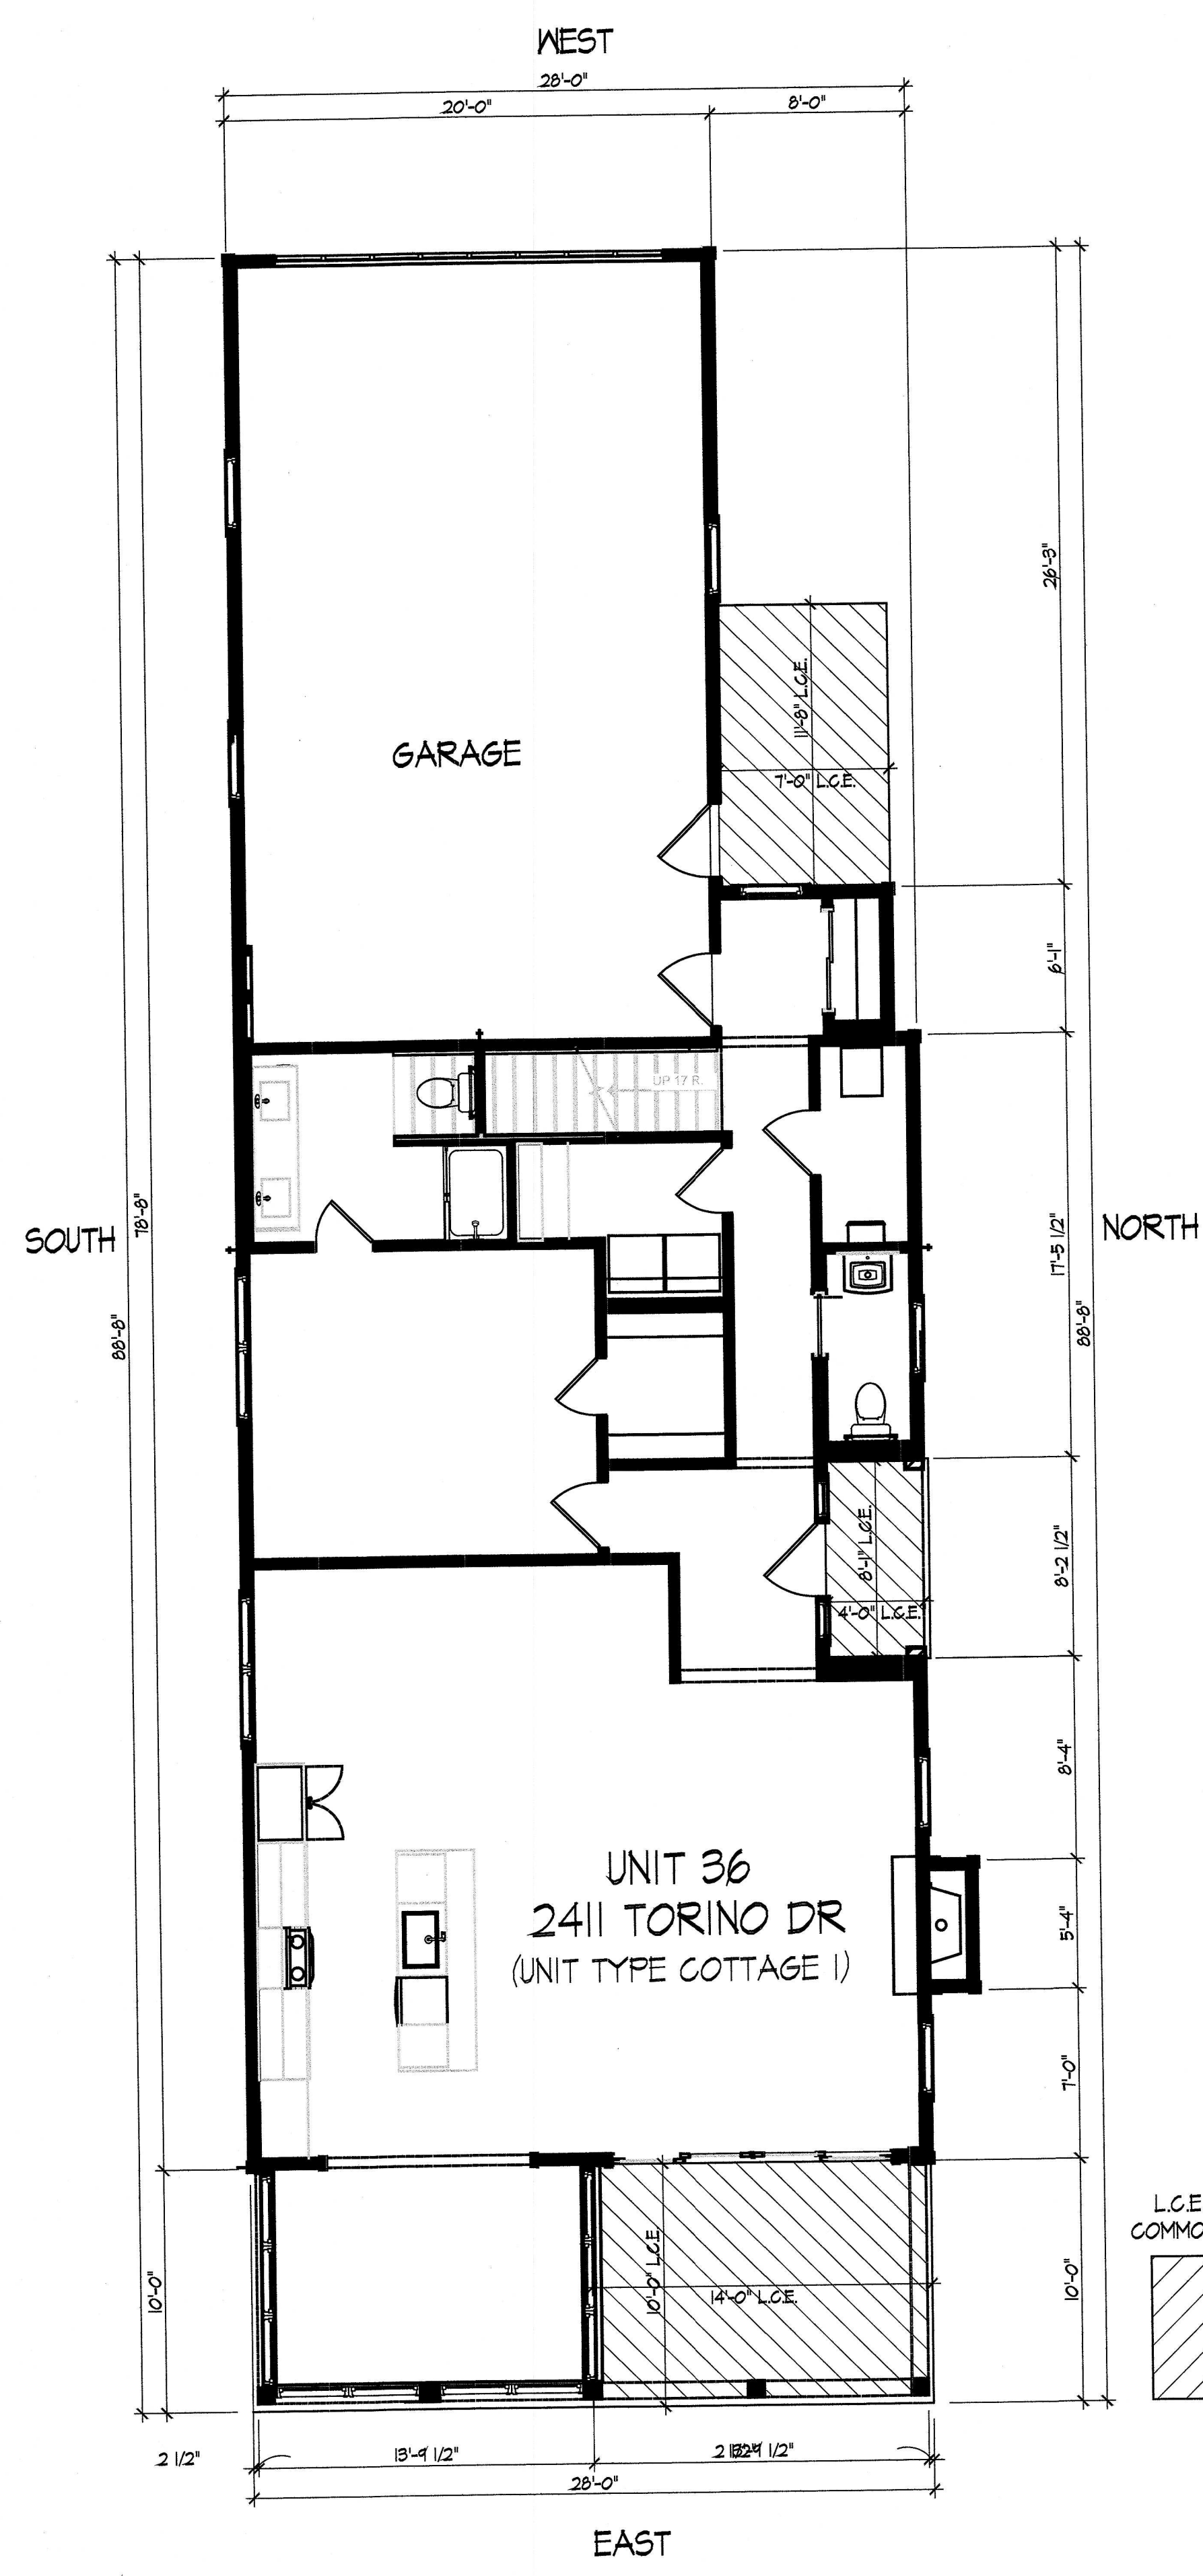 WEST
28'-0"
20'-0"
8'-0"
26'-3"
11'-8" L.C.E.
GARAGE
7'-0" L.C.E.
6'-1"
UP 17 R.
SOUTH
78'-8"
88'-8"
17'-5 1/2"
88'-8"
NORTH
8'-1" L.C.E.
8'-2 1/2"
4'-0" L.C.E.
8'-4"
UNIT 36
2411 TORINO DR
(UNIT TYPE COTTAGE 1)
5'-4"
7'-0"
L.C.E
COMMO
10'-0"
10'-0" L.C.E.
14'-0" L.C.E.
10'-0"
2 1/2"
13'-9 1/2"
28'-0"
EAST